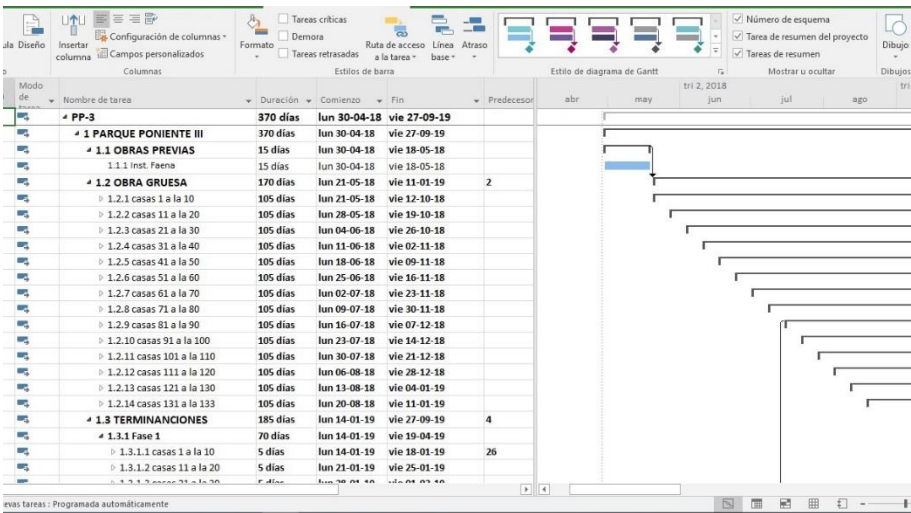 Tareas críticas
Demora
Tareas retrasadas
Número de esquema
Tarea de resumen del proyecto
Tareas de resumen
Diseño
Insertar columna
Configuración de columnas
Campos personalizados
Formato
Ruta de acceso a la tarea
Línea base
Atraso
Dibujo
Columnas
Estilos de barra
Estilo de diagrama de Gantt
Mostrar u ocultar
Dibujos
Modo de Nombre de tarea Duración Comienzo Fin Predecesor
tri 2, 2018 tri
abr may jun jul ago
PP-3 370 días lun 30-04-18 vie 27-09-19
1 PARQUE PONIENTE III 370 días lun 30-04-18 vie 27-09-19
1.1 OBRAS PREVIAS 15 días lun 30-04-18 vie 18-05-18
1.1.1 Inst. Faena 15 días lun 30-04-18 vie 18-05-18
1.2 OBRA GRUESA 170 días lun 21-05-18 vie 11-01-19 2
1.2.1 casas 1 a la 10 105 días lun 21-05-18 vie 12-10-18
1.2.2 casas 11 a la 20 105 días lun 28-05-18 vie 19-10-18
1.2.3 casas 21 a la 30 105 días lun 04-06-18 vie 26-10-18
1.2.4 casas 31 a la 40 105 días lun 11-06-18 vie 02-11-18
1.2.5 casas 41 a la 50 105 días lun 18-06-18 vie 09-11-18
1.2.6 casas 51 a la 60 105 días lun 25-06-18 vie 16-11-18
1.2.7 casas 61 a la 70 105 días lun 02-07-18 vie 23-11-18
1.2.8 casas 71 a la 80 105 días lun 09-07-18 vie 30-11-18
1.2.9 casas 81 a la 90 105 días lun 16-07-18 vie 07-12-18
1.2.10 casas 91 a la 100 105 días lun 23-07-18 vie 14-12-18
1.2.11 casas 101 a la 110 105 días lun 30-07-18 vie 21-12-18
1.2.12 casas 111 a la 120 105 días lun 06-08-18 vie 28-12-18
1.2.13 casas 121 a la 130 105 días lun 13-08-18 vie 04-01-19
1.2.14 casas 131 a la 133 105 días lun 20-08-18 vie 11-01-19
1.3 TERMINANCIONES 185 días lun 14-01-19 vie 27-09-19 4
1.3.1 Fase 1 70 días lun 14-01-19 vie 19-04-19
1.3.1.1 casas 1 a la 10 5 días lun 14-01-19 vie 18-01-19 26
1.3.1.2 casas 11 a la 20 5 días lun 21-01-19 vie 25-01-19
evas tareas : Programada automáticamente